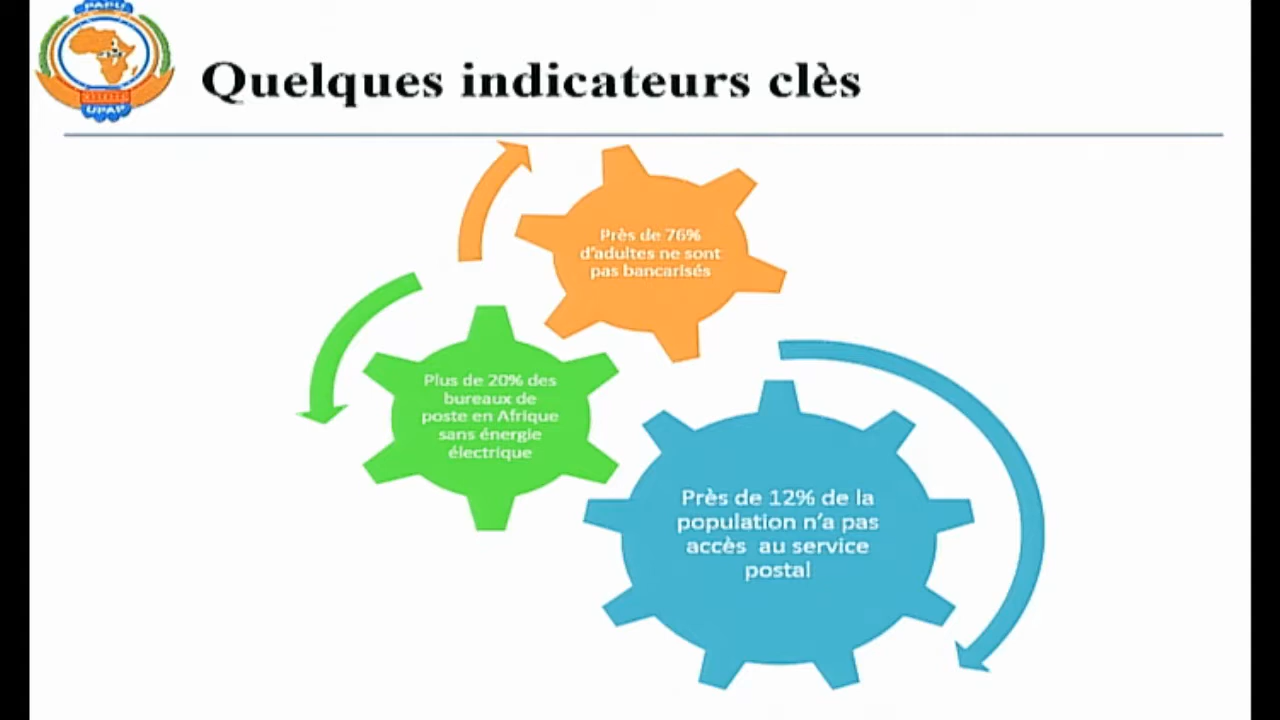 PAPU
UPAP
Quelques indicateurs clès
Près de 76%
d'adultes ne sont
pas bancarisés
Plus de 20% des
bureaux de
poste en Afrique
sans énergie
électrique
Près de 12% de la
population n'a pas
accès au service
postal